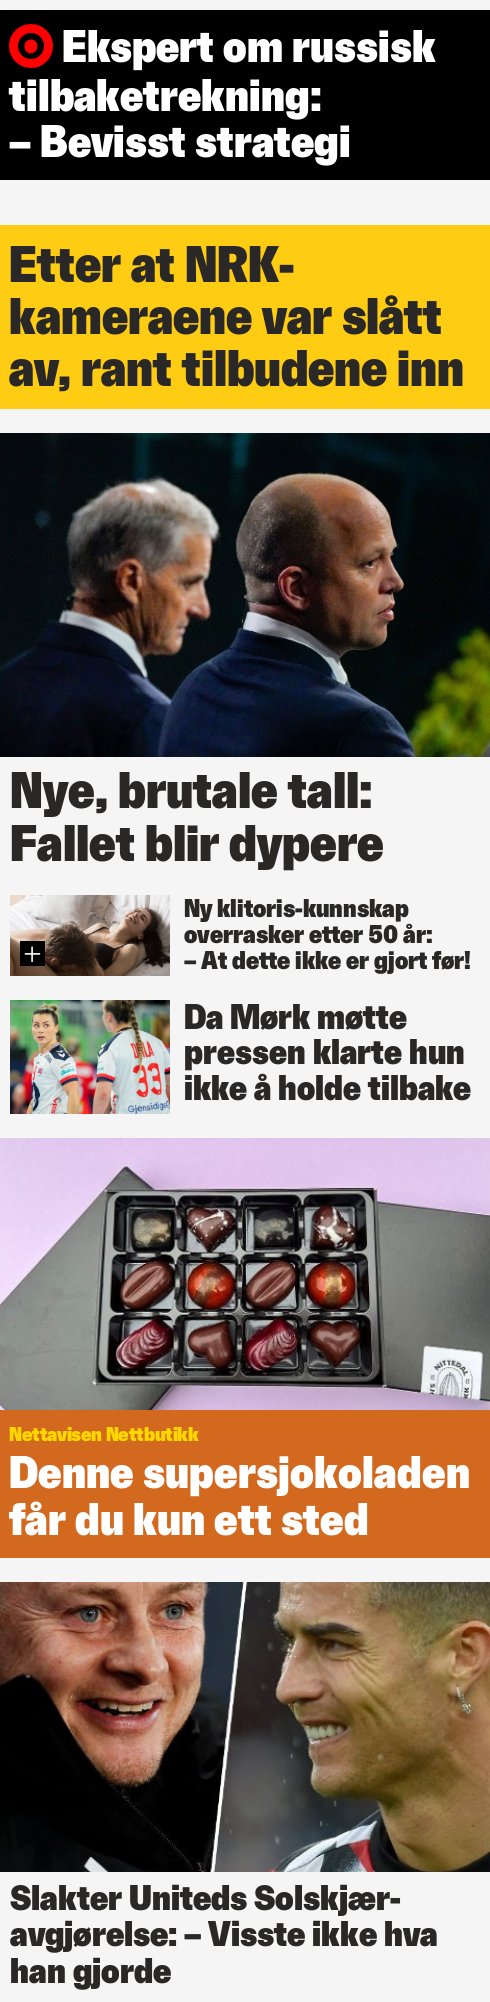 Ekspert om russisk
tilbaketrekning:
– Bevisst strategi
Etter at NRK-
kameraene var slått
av, rant tilbudene inn
Nye, brutale tall:
Fallet blir dypere
Ny klitoris-kunnskap
overrasker etter 50 år:
– At dette ikke er gjort før!
33
Gjensidige
Da Mørk møtte
pressen klarte hun
ikke å holde tilbake
NITTEDAL
Nettavisen Nettbutikk
Denne supersjokoladen
får du kun ett sted
Slakter Uniteds Solskjær-
avgjørelse: – Visste ikke hva
han gjorde